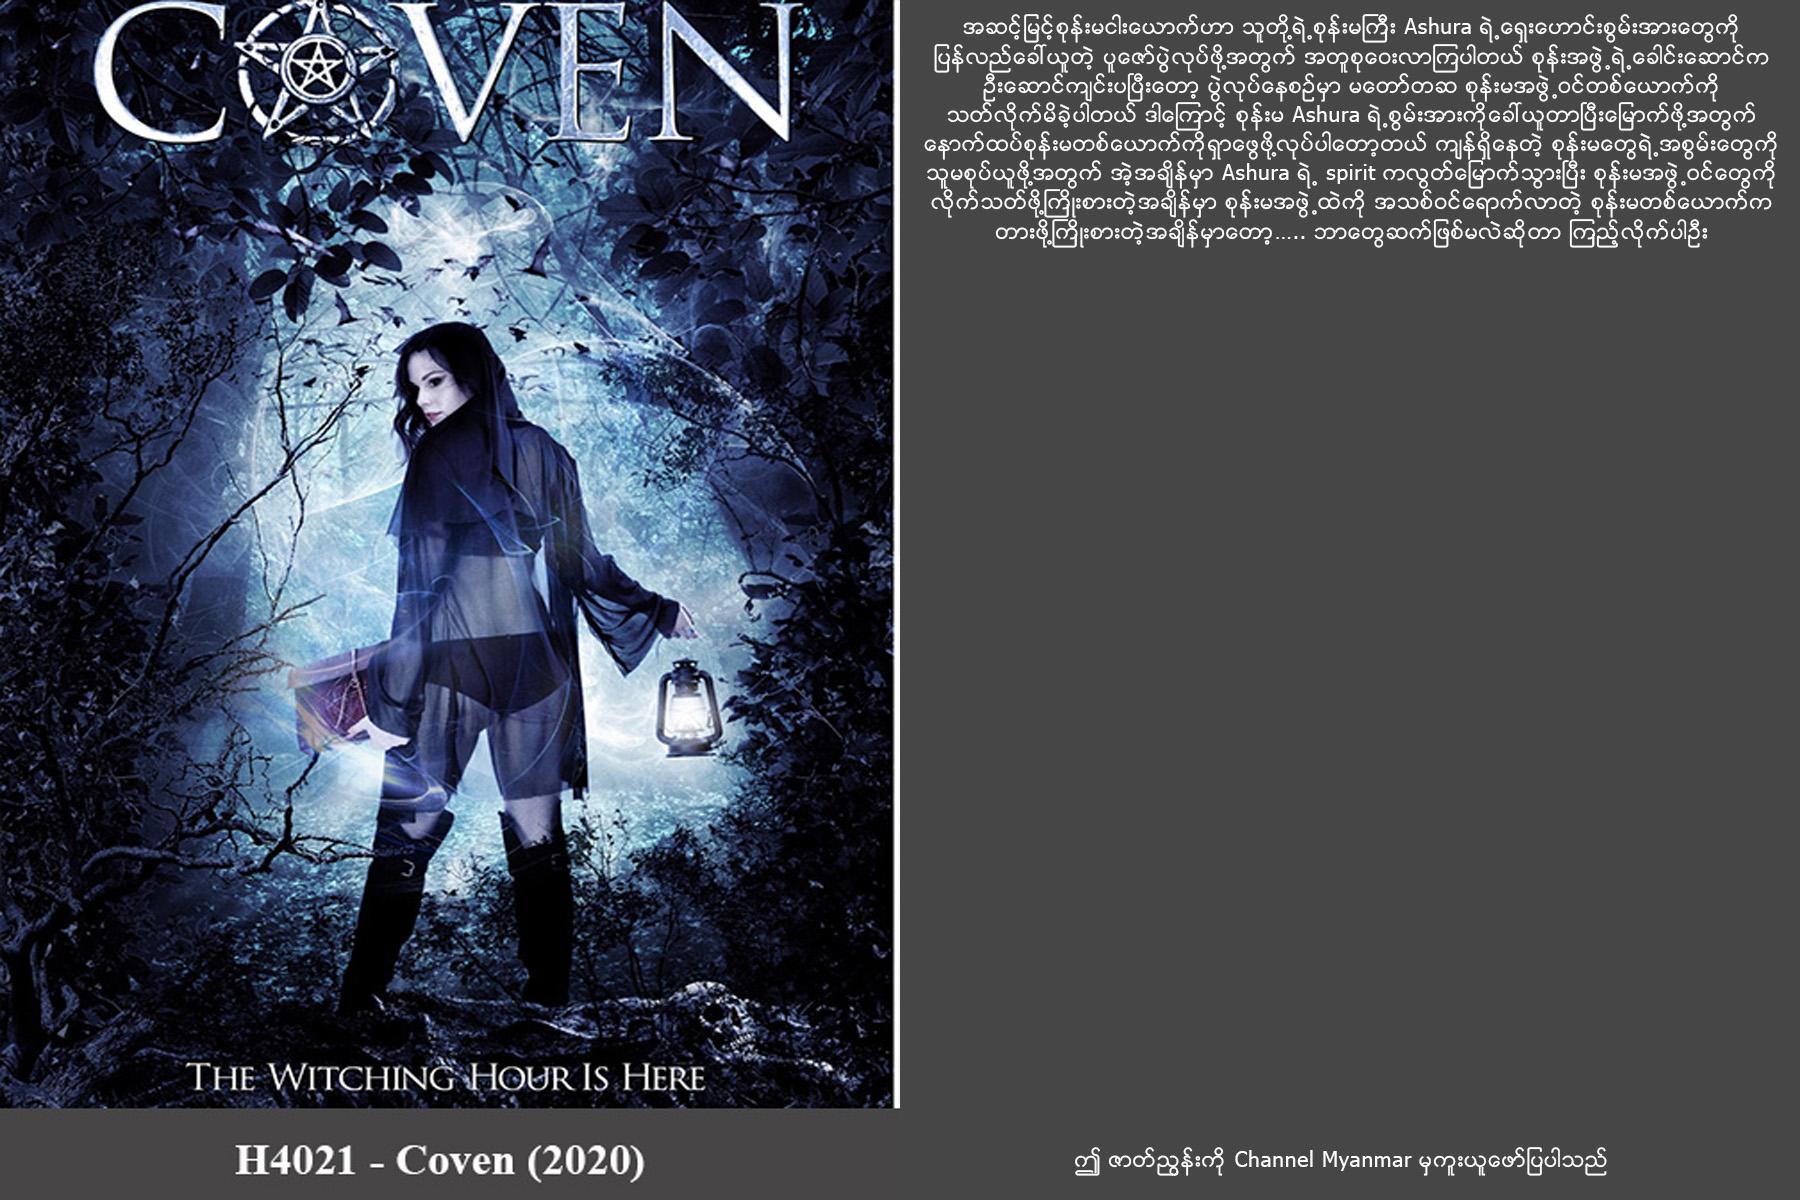 COVEN
THE WITCHING HOUR IS HERE
H4021 - Coven (2020)
အဆင့်မြင့်စုန်းမငါးယောက်ဟာ သူတို့ရဲ့စုန်းမကြီး Ashura ရဲ့ရှေးဟောင်းစွမ်းအားတွေကို
ပြန်လည်ခေါ်ယူတဲ့ ပူဇော်ပွဲလုပ်ဖို့အတွက် အတူစုဝေးလာကြပါတယ် စုန်းအဖွဲ့ရဲ့ခေါင်းဆောင်က
ဦးဆောင်ကျင်းပပြီးတော့ ပွဲလုပ်နေစဉ်မှာ မတော်တဆ စုန်းမအဖွဲ့ဝင်တစ်ယောက်ကို
သတ်လိုက်မိခဲ့ပါတယ် ဒါကြောင့် စုန်းမ Ashura ရဲ့စွမ်းအားကိုခေါ်ယူတာပြီးမြောက်ဖို့အတွက်
နောက်ထပ်စုန်းမတစ်ယောက်ကိုရှာဖွေဖို့လုပ်ပါတော့တယ် ကျန်ရှိနေတဲ့ စုန်းမတွေရဲ့အစွမ်းတွေကို
သူမစုပ်ယူဖို့အတွက် အဲ့အချိန်မှာ Ashura ရဲ့ spirit ကလွတ်မြောက်သွားပြီး စုန်းမအဖွဲ့ဝင်တွေကို
လိုက်သတ်ဖို့ကြိုးစားတဲ့အချိန်မှာ စုန်းမအဖွဲ့ထဲကို အသစ်ဝင်ရောက်လာတဲ့ စုန်းမတစ်ယောက်က
တားဖို့ကြိုးစားတဲ့အချိန်မှာတော့….. ဘာတွေဆက်ဖြစ်မလဲဆိုတာ ကြည့်လိုက်ပါဦး
ဤ ဇာတ်ညွန်းကို Channel Myanmar မှကူးယူဖော်ပြပါသည်